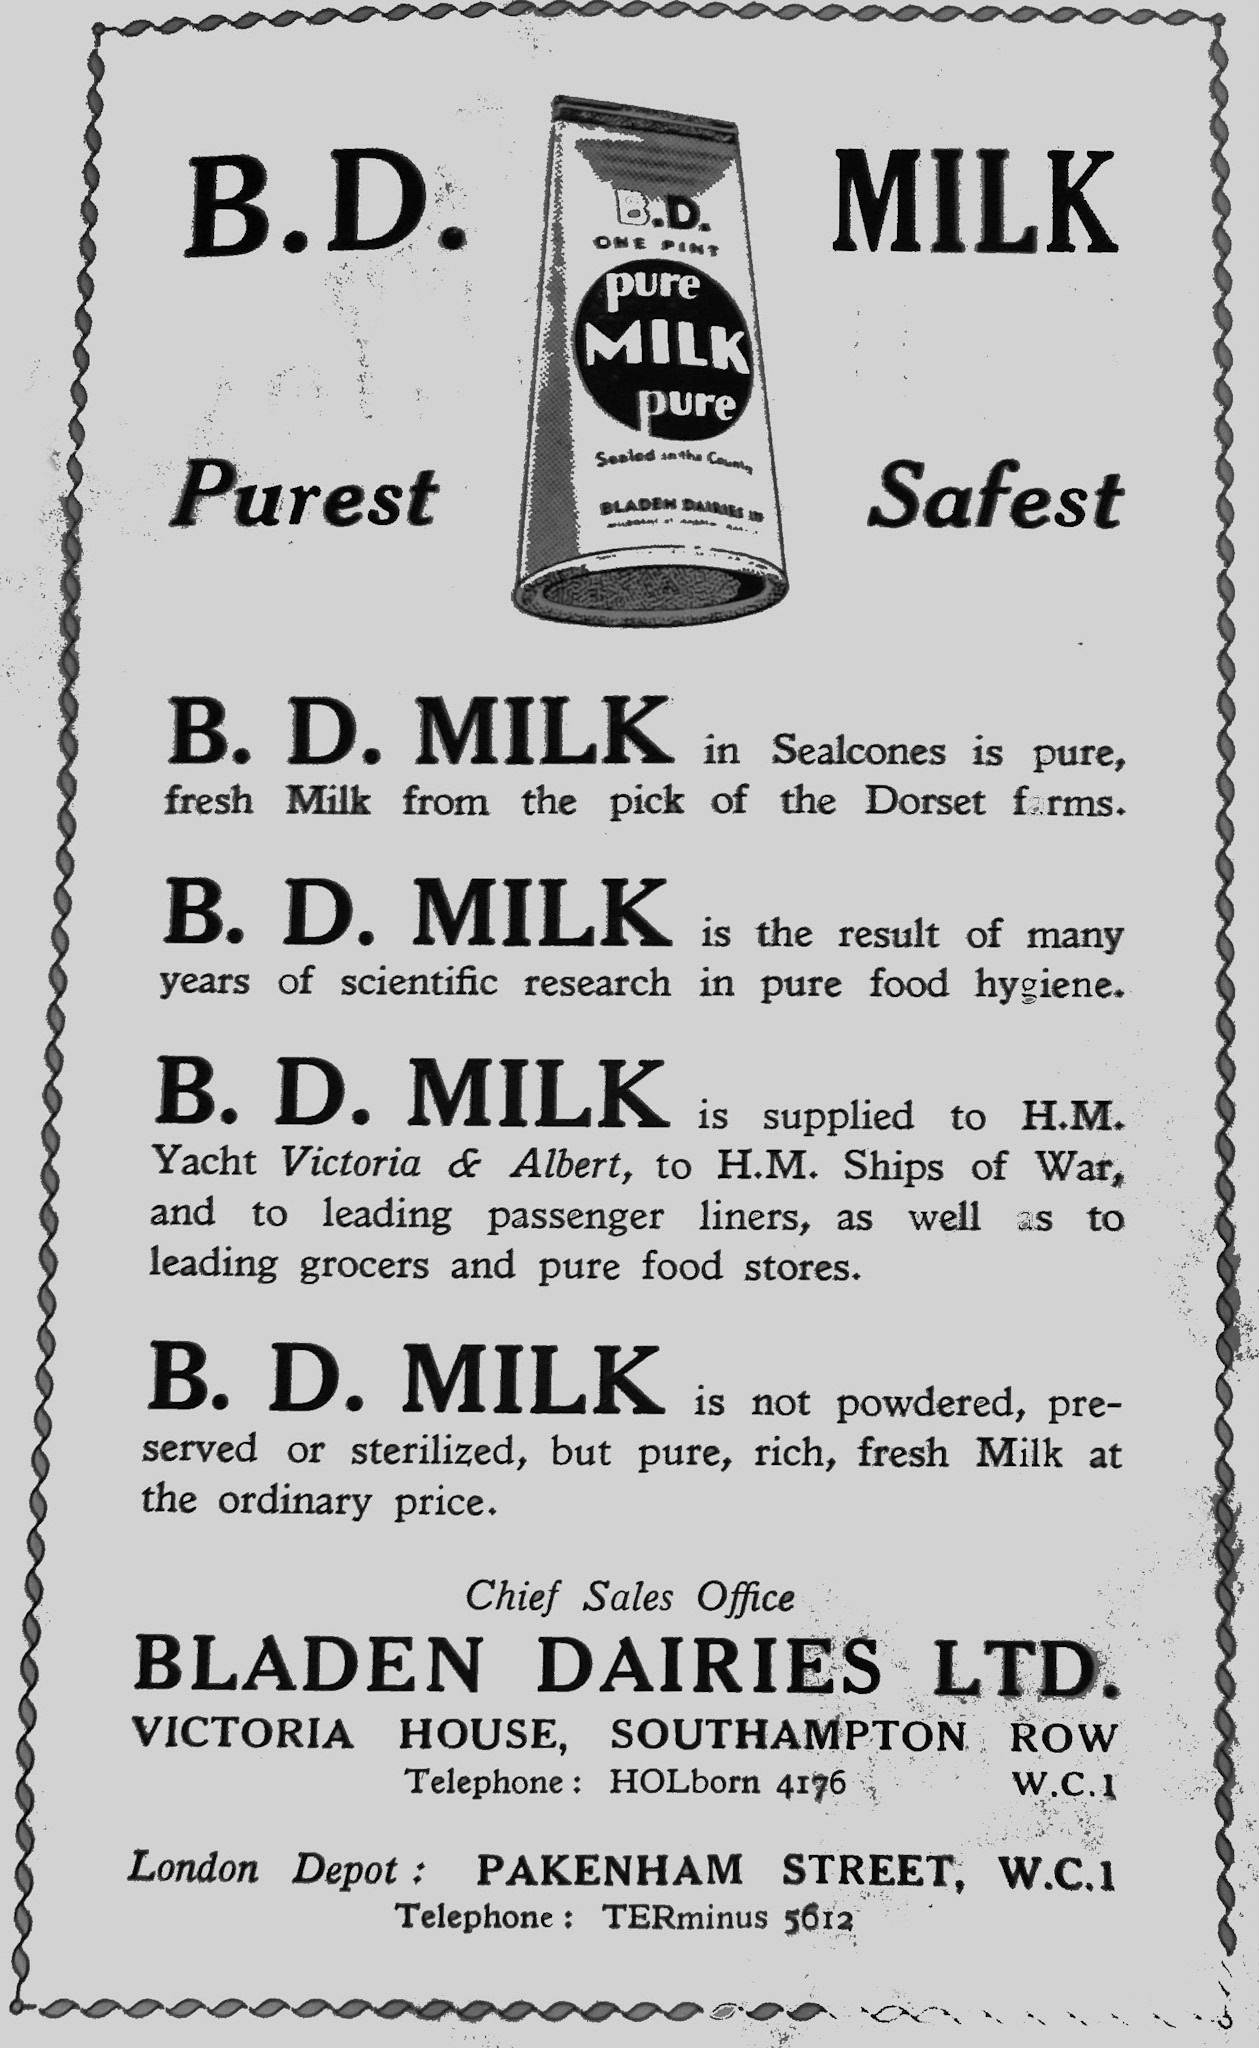 B.D. MILK
B.D.
ONE PINT
pure
MILK
pure
Sealed in the Country
BLADEN DAIRIES LTD
Purest Safest
B. D. MILK in Sealcones is pure,
fresh Milk from the pick of the Dorset farms.
B. D. MILK is the result of many
years of scientific research in pure food hygiene.
B. D. MILK is supplied to H.M.
Yacht Victoria & Albert, to H.M. Ships of War,
and to leading passenger liners, as well as to
leading grocers and pure food stores.
B. D. MILK is not powdered, pre-
served or sterilized, but pure, rich, fresh Milk at
the ordinary price.
Chief Sales Office
BLADEN DAIRIES LTD.
VICTORIA HOUSE, SOUTHAMPTON ROW
Telephone: HOLborn 4176 W.C.1
London Depot: PAKENHAM STREET, W.C.1
Telephone: TERminus 5612